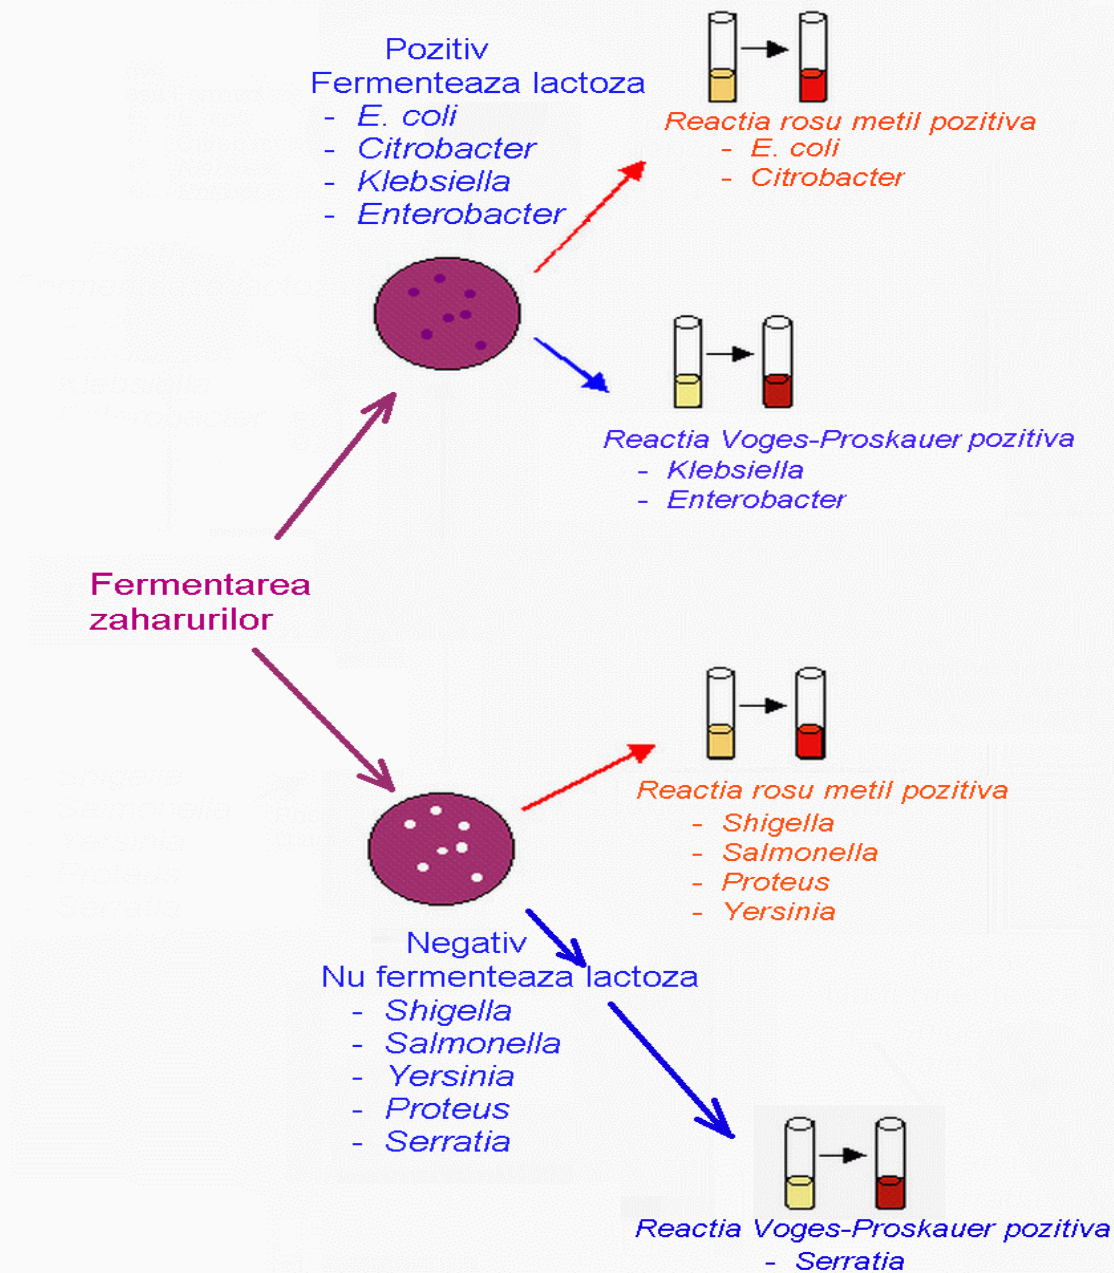 Pozitiv
Fermenteaza lactoza
- E. coli
- Citrobacter
- Klebsiella
- Enterobacter
Reactia rosu metil pozitiva
- E. coli
- Citrobacter
Reactia Voges-Proskauer pozitiva
- Klebsiella
- Enterobacter
Fermentarea
zaharurilor
Reactia rosu metil pozitiva
- Shigella
- Salmonella
- Proteus
- Yersinia
Negativ
Nu fermenteaza lactoza
- Shigella
- Salmonella
- Yersinia
- Proteus
- Serratia
Reactia Voges-Proskauer pozitiva
- Serratia